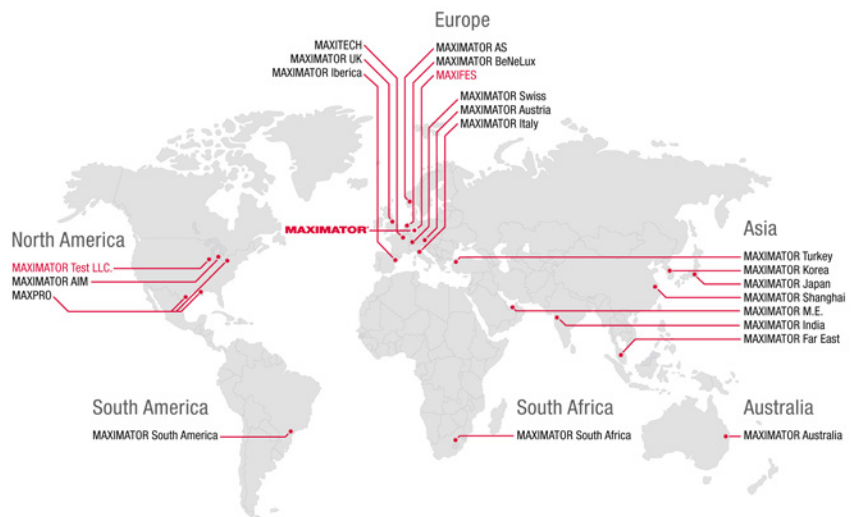 Europe
MAXITECH
MAXIMATOR UK
MAXIMATOR Iberica
MAXIMATOR AS
MAXIMATOR BeNeLux
MAXIFES
MAXIMATOR Swiss
MAXIMATOR Austria
MAXIMATOR Italy
MAXIMATOR®
North America
MAXIMATOR Test LLC.
MAXIMATOR AIM
MAXPRO
Asia
MAXIMATOR Turkey
MAXIMATOR Korea
MAXIMATOR Japan
MAXIMATOR Shanghai
MAXIMATOR M.E.
MAXIMATOR India
MAXIMATOR Far East
South America
MAXIMATOR South America
South Africa
MAXIMATOR South Africa
Australia
MAXIMATOR Australia